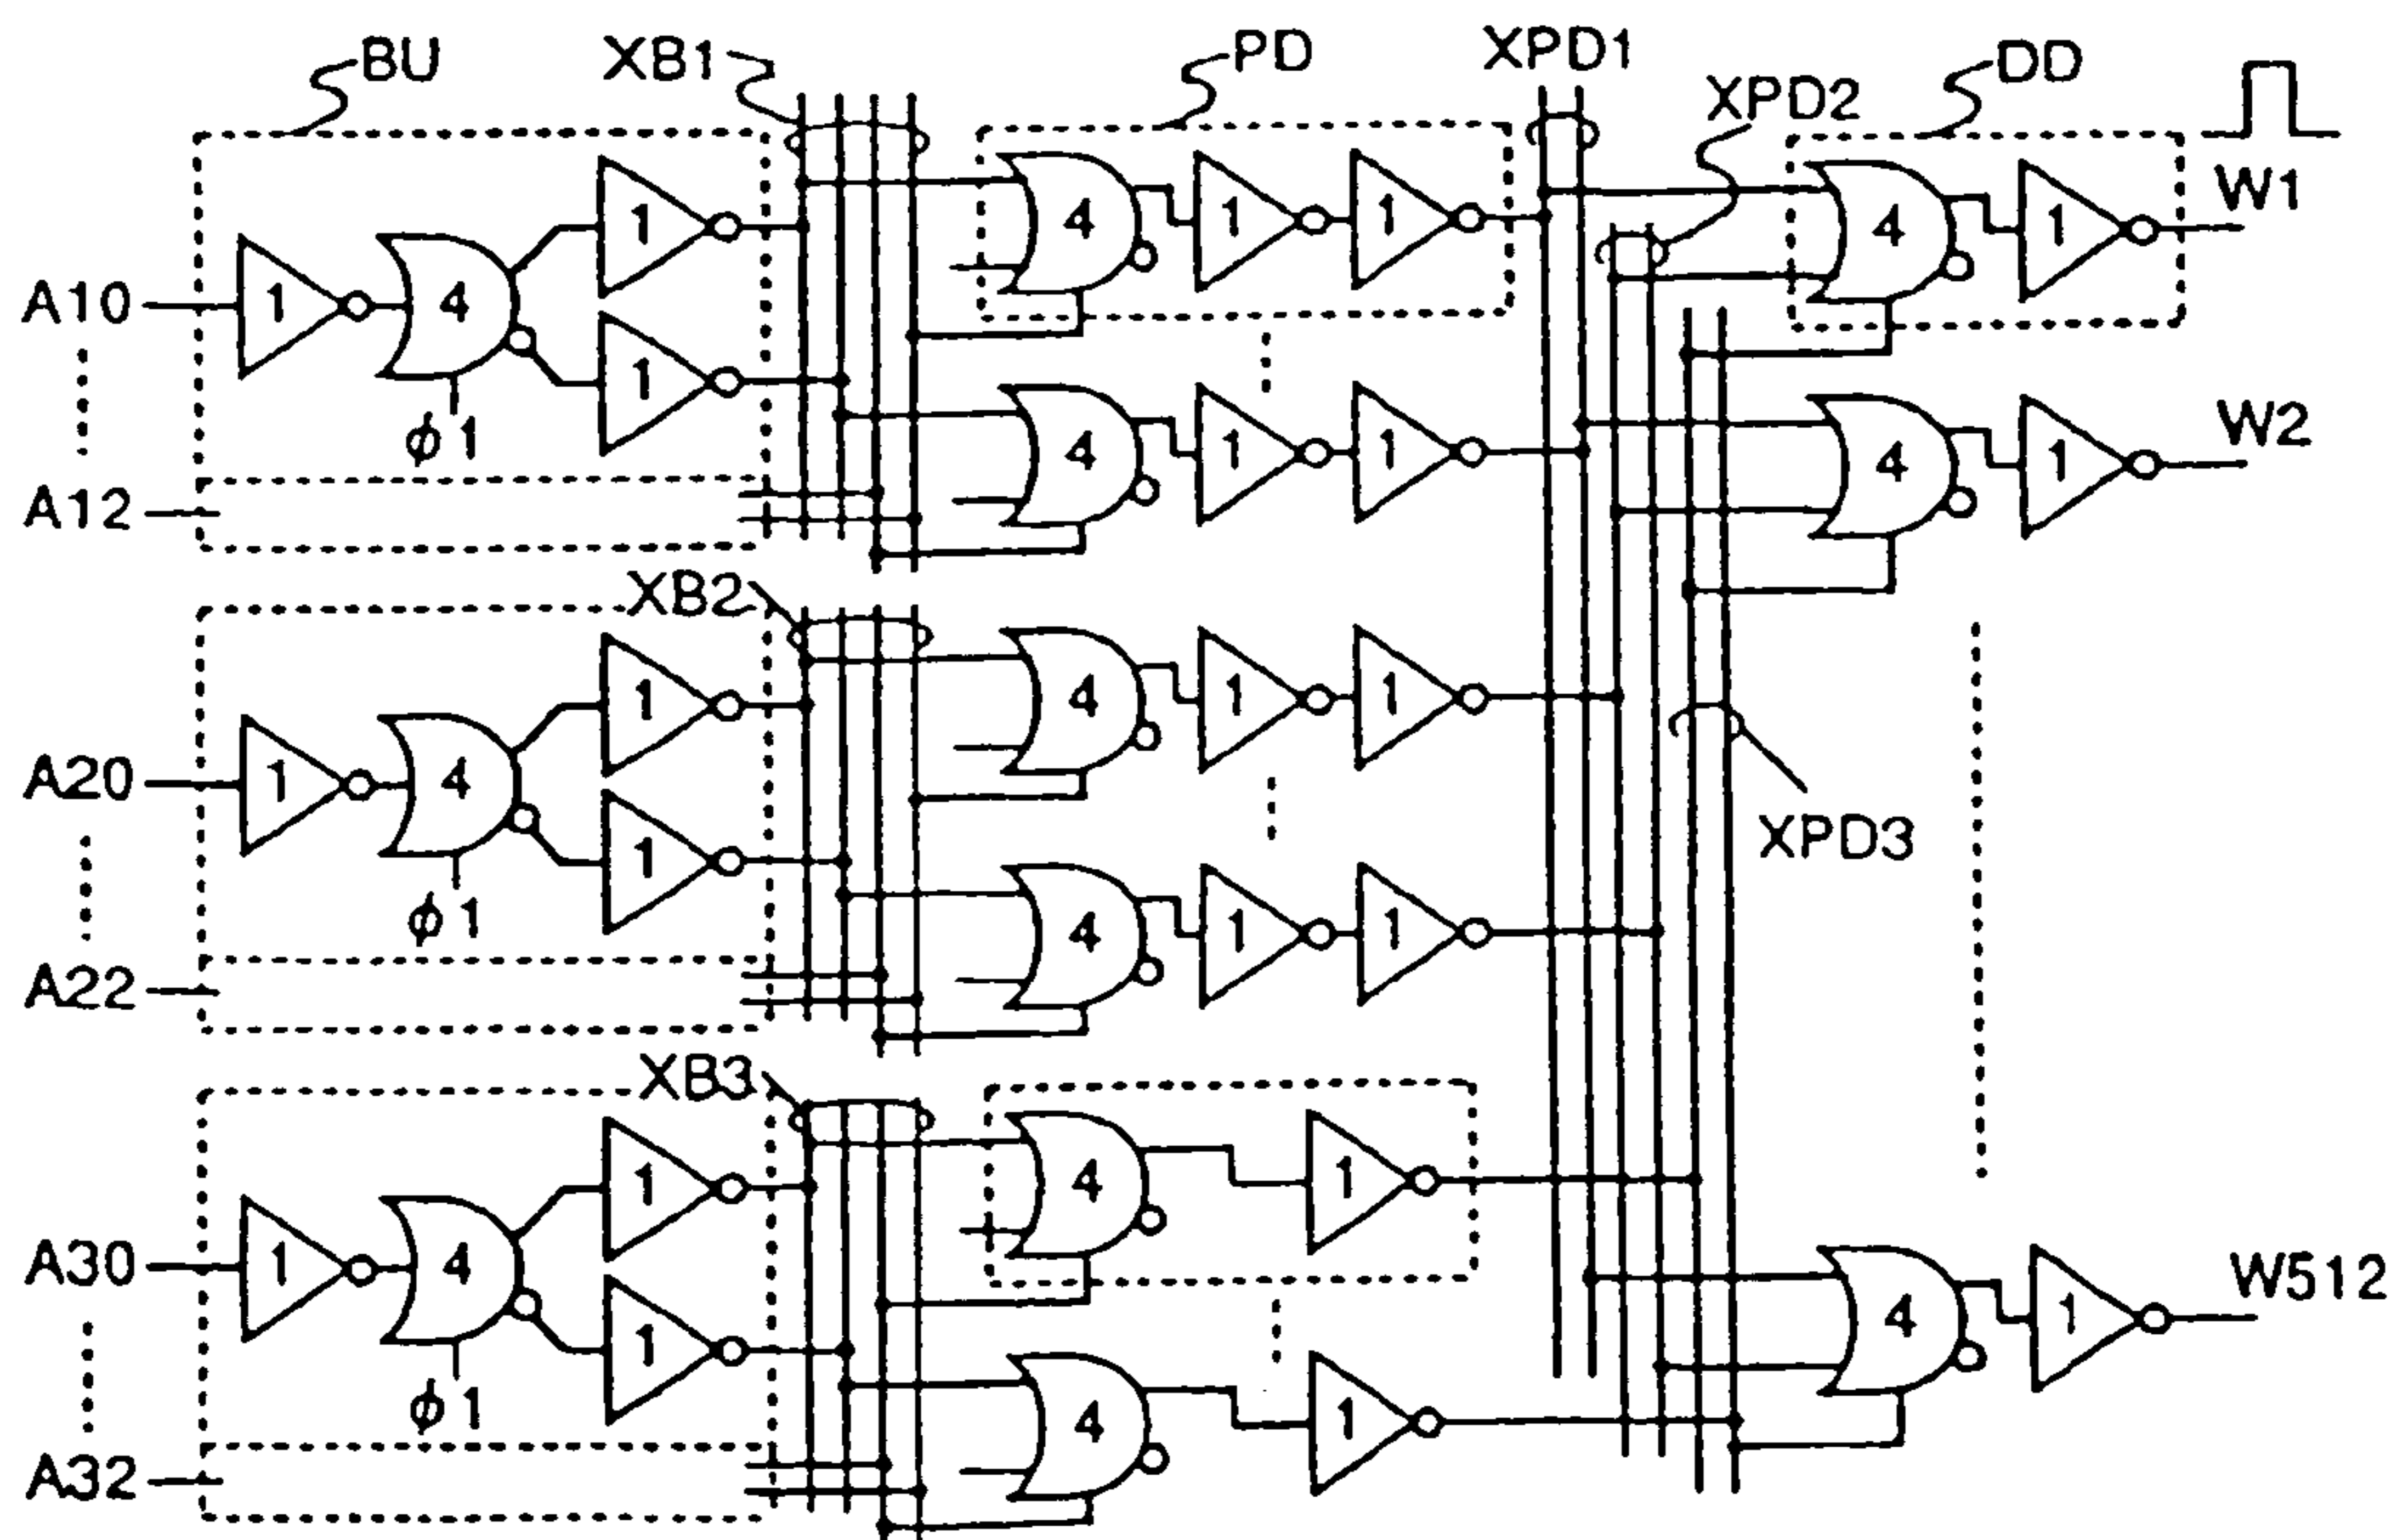 BU XB1 PD XPD1 XPD2 DD
1 4 1 1 4 1 1 4 1 W1
A10
φ1
4 1 1 4 1 W2
A12
XB2
1 4 1 1 4 1 1
A20
XPD3
φ1
4 1 1
A22
XB3
1 4 1 1 4 1
A30
4 1 W512
φ1
4 1
A32